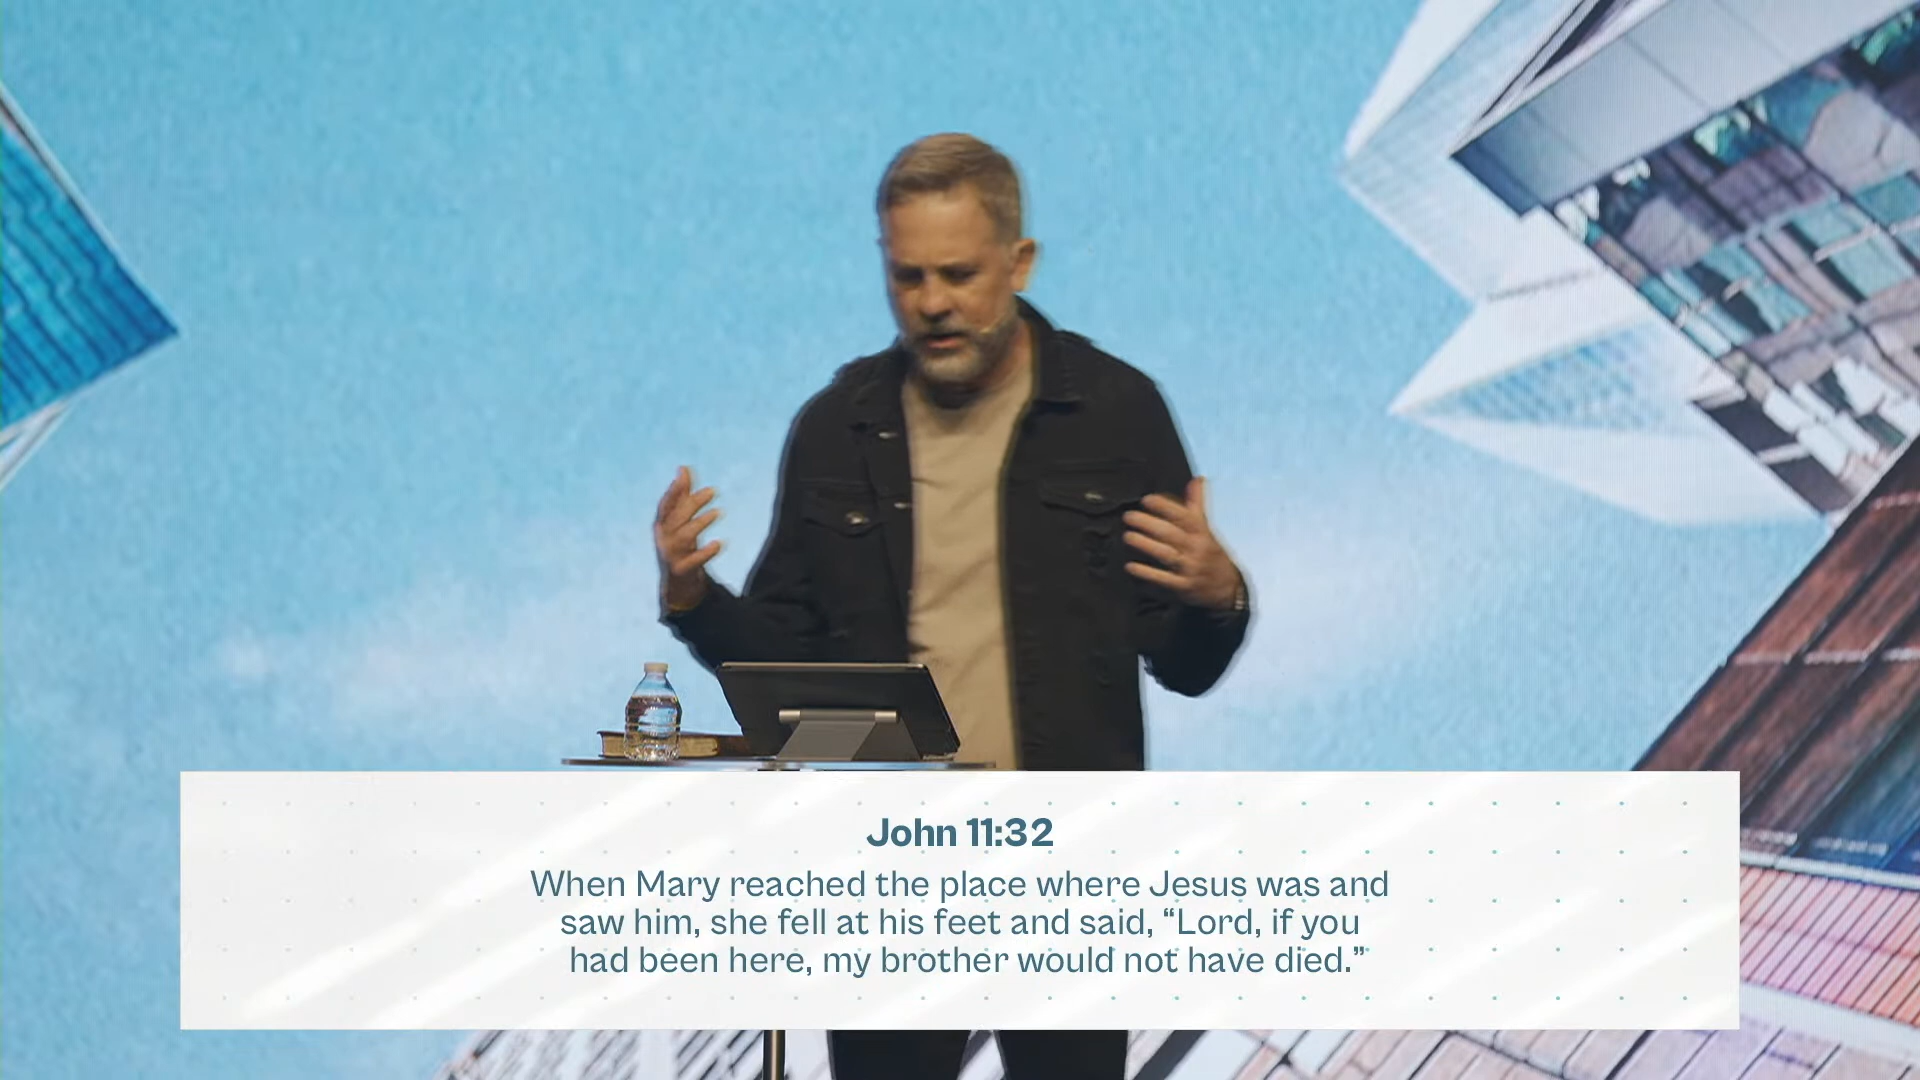 John 11:32
When Mary reached the place where Jesus was and
saw him, she fell at his feet and said, “Lord, if you
had been here, my brother would not have died.”